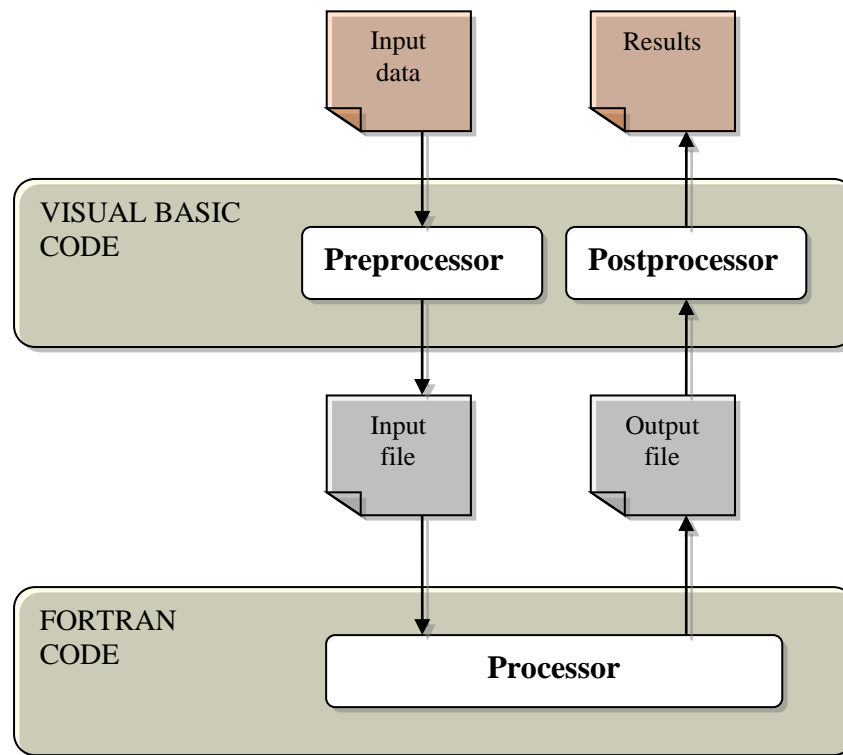 Input
data
Results
VISUAL BASIC
CODE
Preprocessor
Postprocessor
Input
file
Output
file
FORTRAN
CODE
Processor